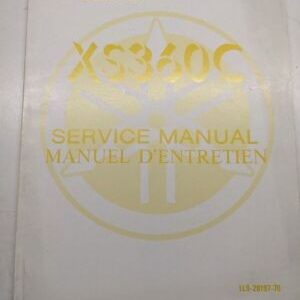 XS360C
SERVICE MANUAL
MANUEL D'ENTRETIEN